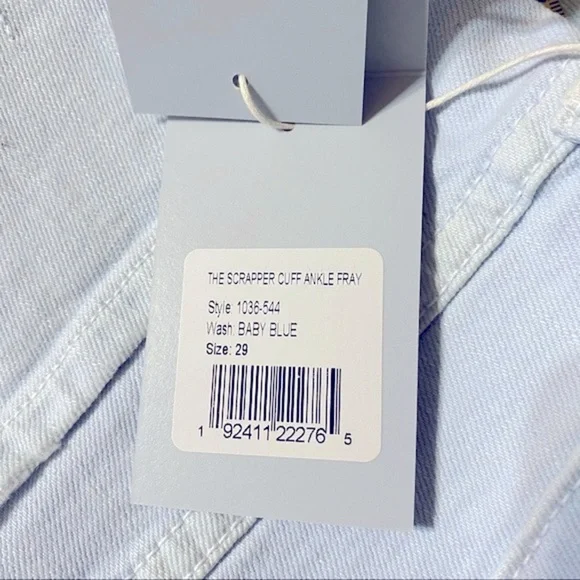 THE SCRAPPER CUFF ANKLE FRAY
Style: 1036-544
Wash: BABY BLUE
Size: 29
1 92411 22276 5